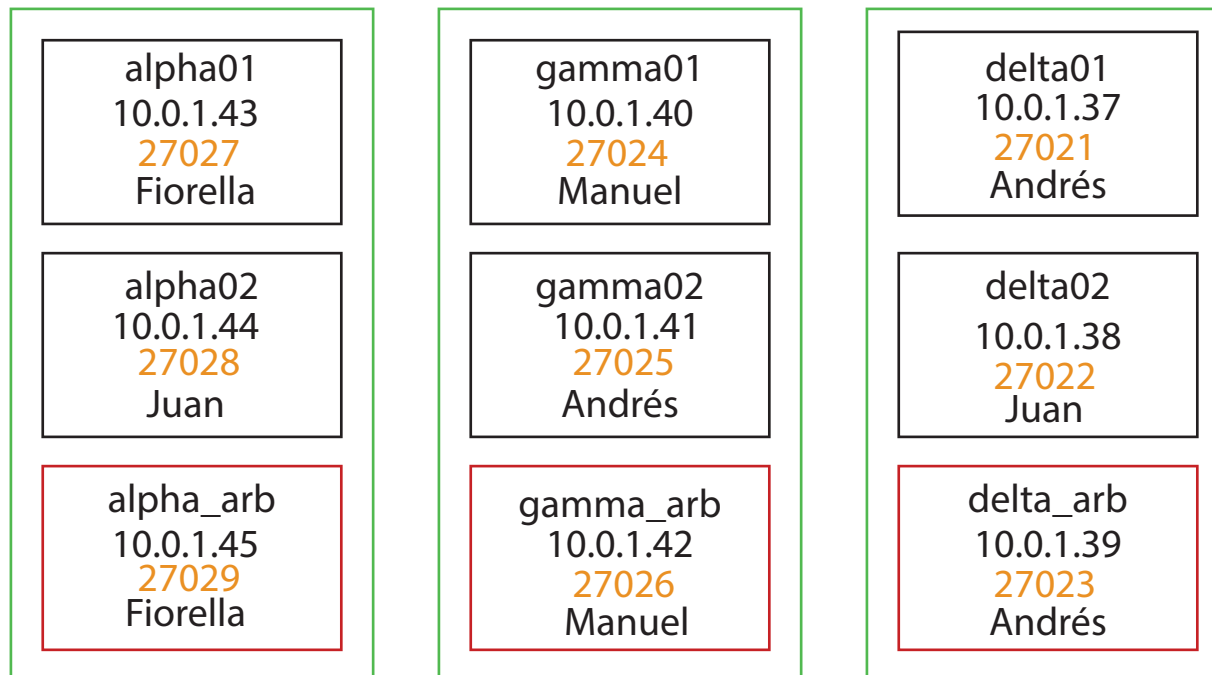 alpha01
10.0.1.43
27027
Fiorella
alpha02
10.0.1.44
27028
Juan
alpha_arb
10.0.1.45
27029
Fiorella
gamma01
10.0.1.40
27024
Manuel
gamma02
10.0.1.41
27025
Andrés
gamma_arb
10.0.1.42
27026
Manuel
delta01
10.0.1.37
27021
Andrés
delta02
10.0.1.38
27022
Juan
delta_arb
10.0.1.39
27023
Andrés